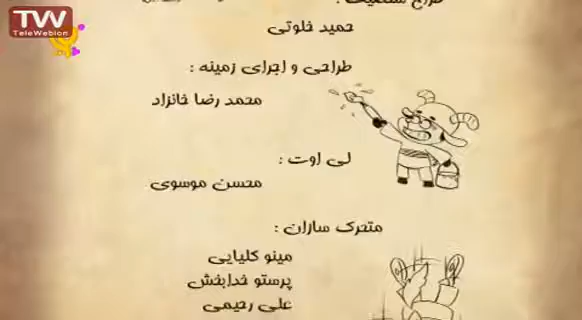 TW
TeleWebion
حمید خلوتی
طراحی و اجرای زمینه :
محمد رضا خانزاد
لی اوت :
محسن موسوی
متحرک سازان :
مینو کلیایی
پرستو خدابخش
علی رحیمی